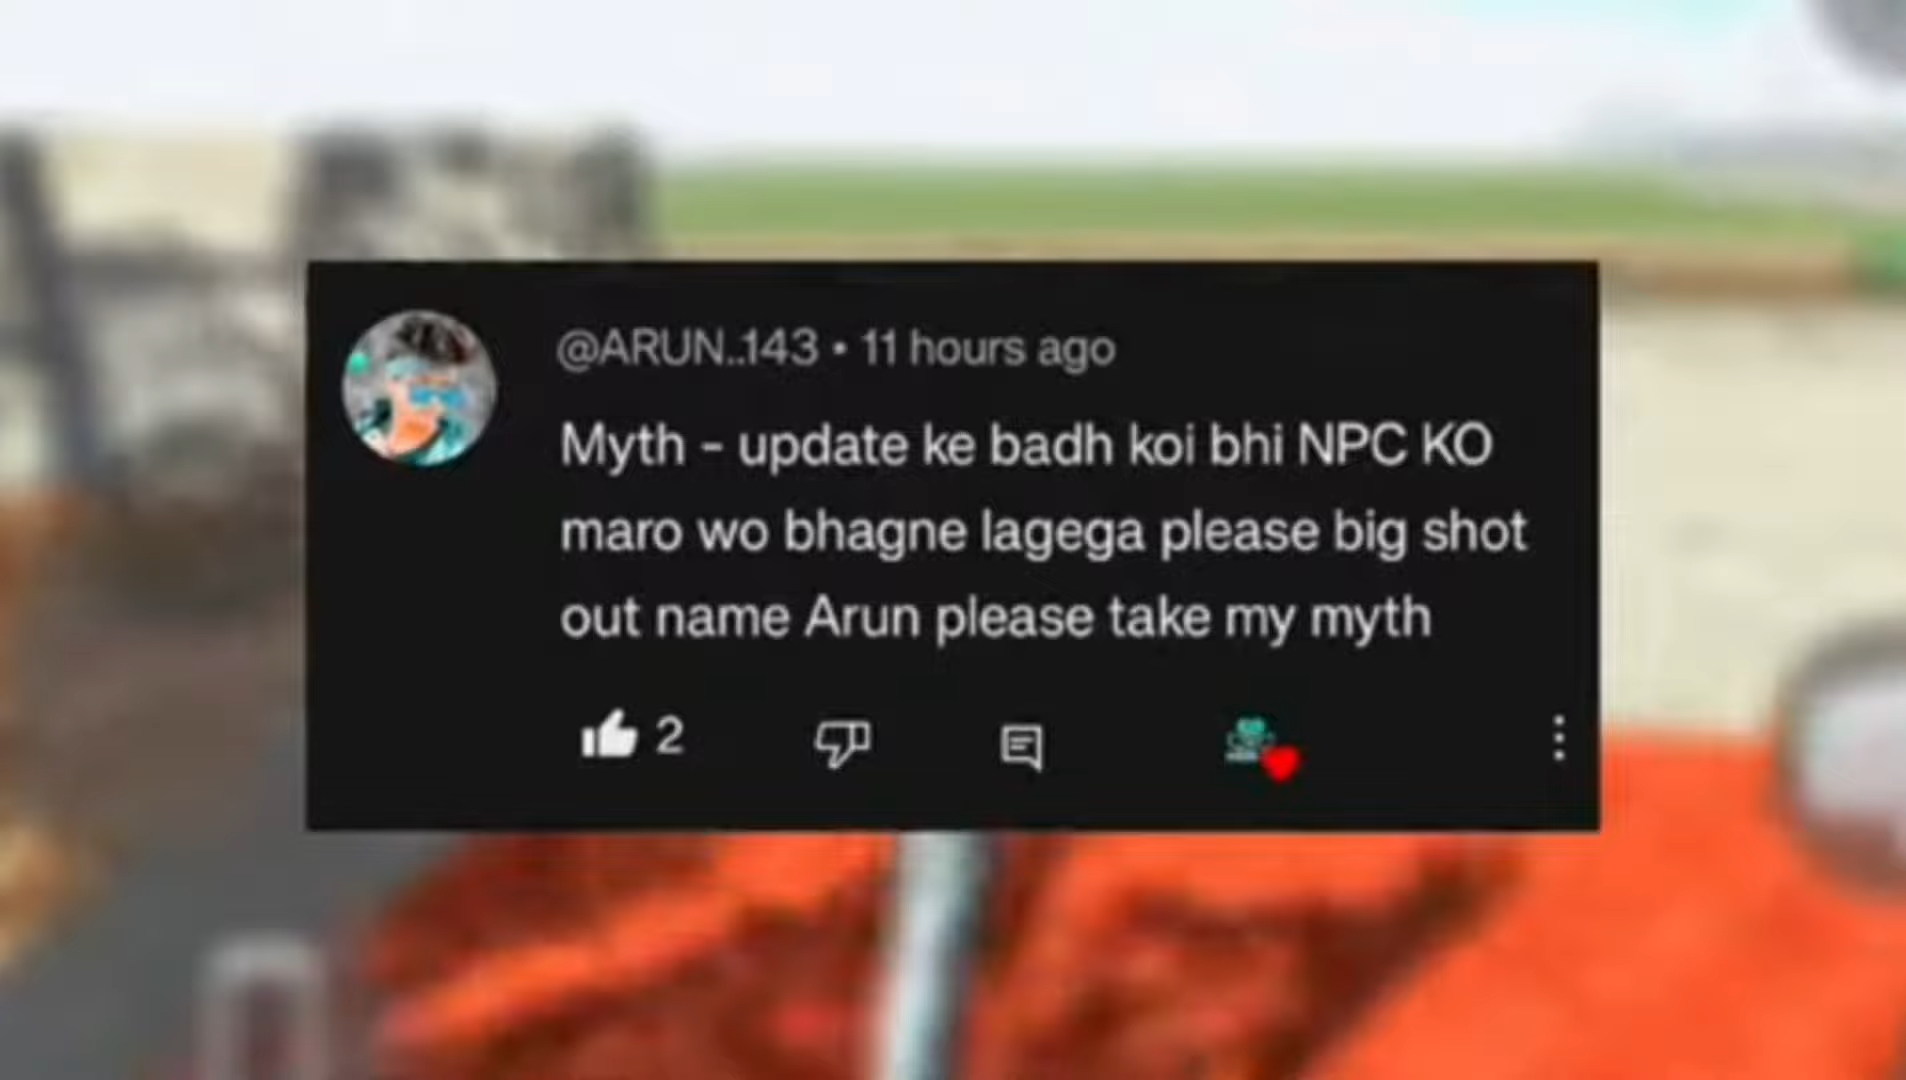 @ARUN..143 • 11 hours ago
Myth - update ke badh koi bhi NPC KO
maro wo bhagne lagega please big shot
out name Arun please take my myth
2